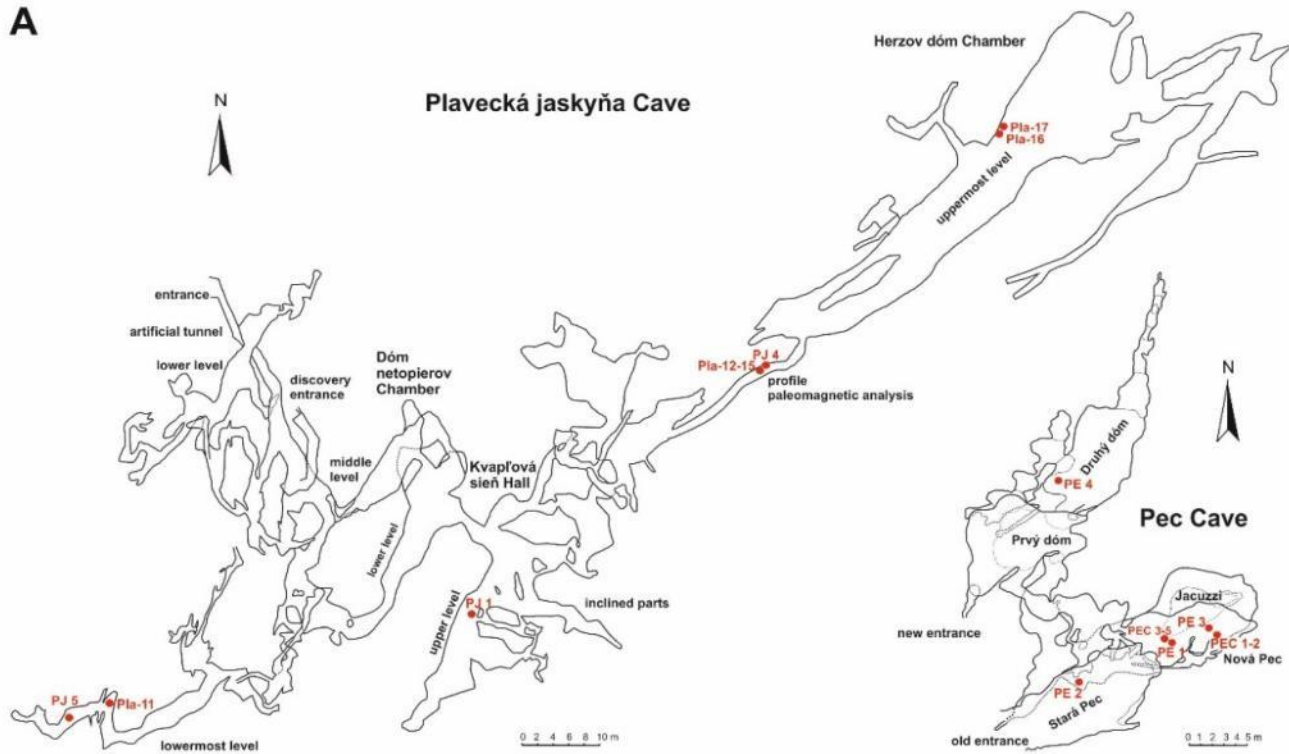 A
Herzov dóm Chamber
N
Plavecká jaskyňa Cave
Pla-17
Pla-16
uppermost level
entrance
artificial tunnel
lower level
discovery
entrance
Dóm
netopierov
Chamber
middle
level
Kvapľová
sieň Hall
lower level
upper level
PJ 1
inclined parts
PJ 4
Pla-12-15
profile
paleomagnetic analysis
PJ 5
Pla-11
lowermost level
0 2 4 6 8 10 m
N
Druhý dóm
PE 4
Pec Cave
Prvý dóm
Jacuzzi
new entrance
PE 3
PEC 3-5
PE 1
PEC 1-2
Nová Pec
PE 2
Stará Pec
old entrance
0 1 2 3 4 5 m